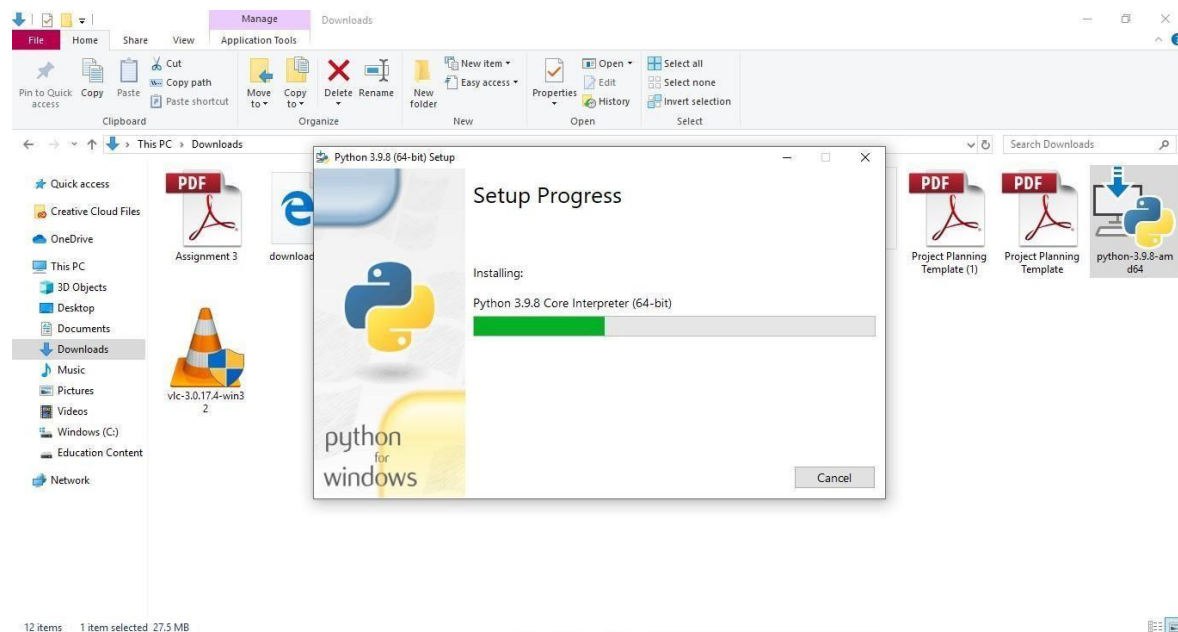 Manage
Downloads
File
Home
Share
View
Application Tools
Pin to Quick
access
Copy
Paste
Cut
Copy path
Paste shortcut
Clipboard
Move
to
Copy
to
Delete
Rename
Organize
New
folder
New item
Easy access
New
Properties
Open
Edit
History
Open
Select all
Select none
Invert selection
Select
This PC > Downloads
Search Downloads
Quick access
Creative Cloud Files
OneDrive
This PC
3D Objects
Desktop
Documents
Downloads
Music
Pictures
Videos
Windows (C:)
Education Content
Network
PDF
Assignment 3
download
vlc-3.0.17.4-win3
2
Python 3.9.8 (64-bit) Setup
Setup Progress
Installing:
Python 3.9.8 Core Interpreter (64-bit)
python
for
windows
Cancel
PDF
Project Planning
Template (1)
PDF
Project Planning
Template
python-3.9.8-am
d64
12 items
1 item selected 27.5 MB